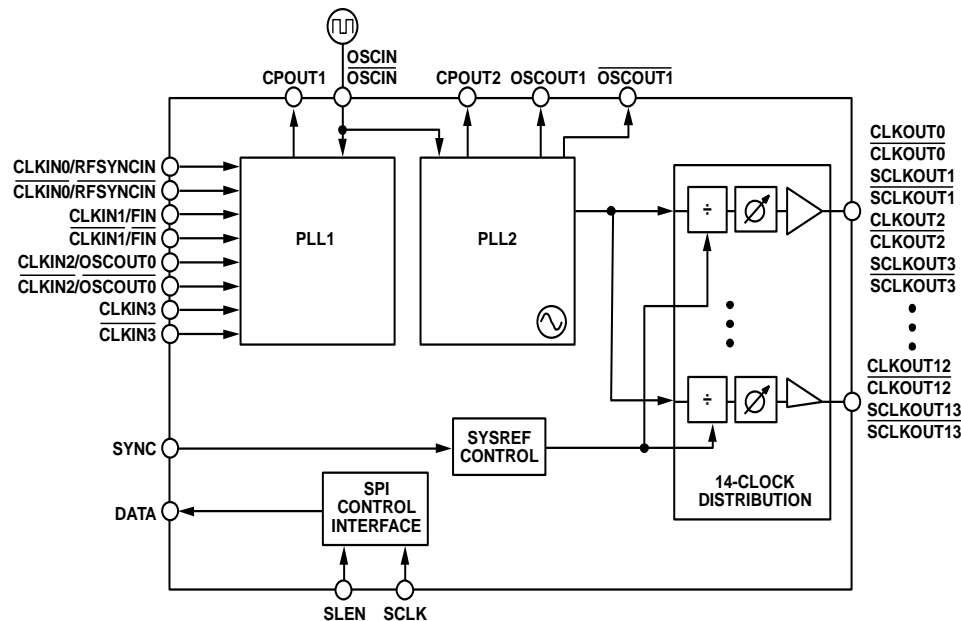 OSCIN
OSCIN
CPOUT1
CPOUT2
OSCOUT1
OSCOUT1
CLKIN0/RFSYNCIN
CLKIN0/RFSYNCIN
CLKIN1/FIN
CLKIN1/FIN
CLKIN2/OSCOUT0
CLKIN2/OSCOUT0
CLKIN3
CLKIN3
PLL1
PLL2
÷
÷
CLKOUT0
CLKOUT0
SCLKOUT1
SCLKOUT1
CLKOUT2
CLKOUT2
SCLKOUT3
SCLKOUT3
CLKOUT12
CLKOUT12
SCLKOUT13
SCLKOUT13
SYNC
SYSREF
CONTROL
14-CLOCK
DISTRIBUTION
DATA
SPI
CONTROL
INTERFACE
SLEN
SCLK